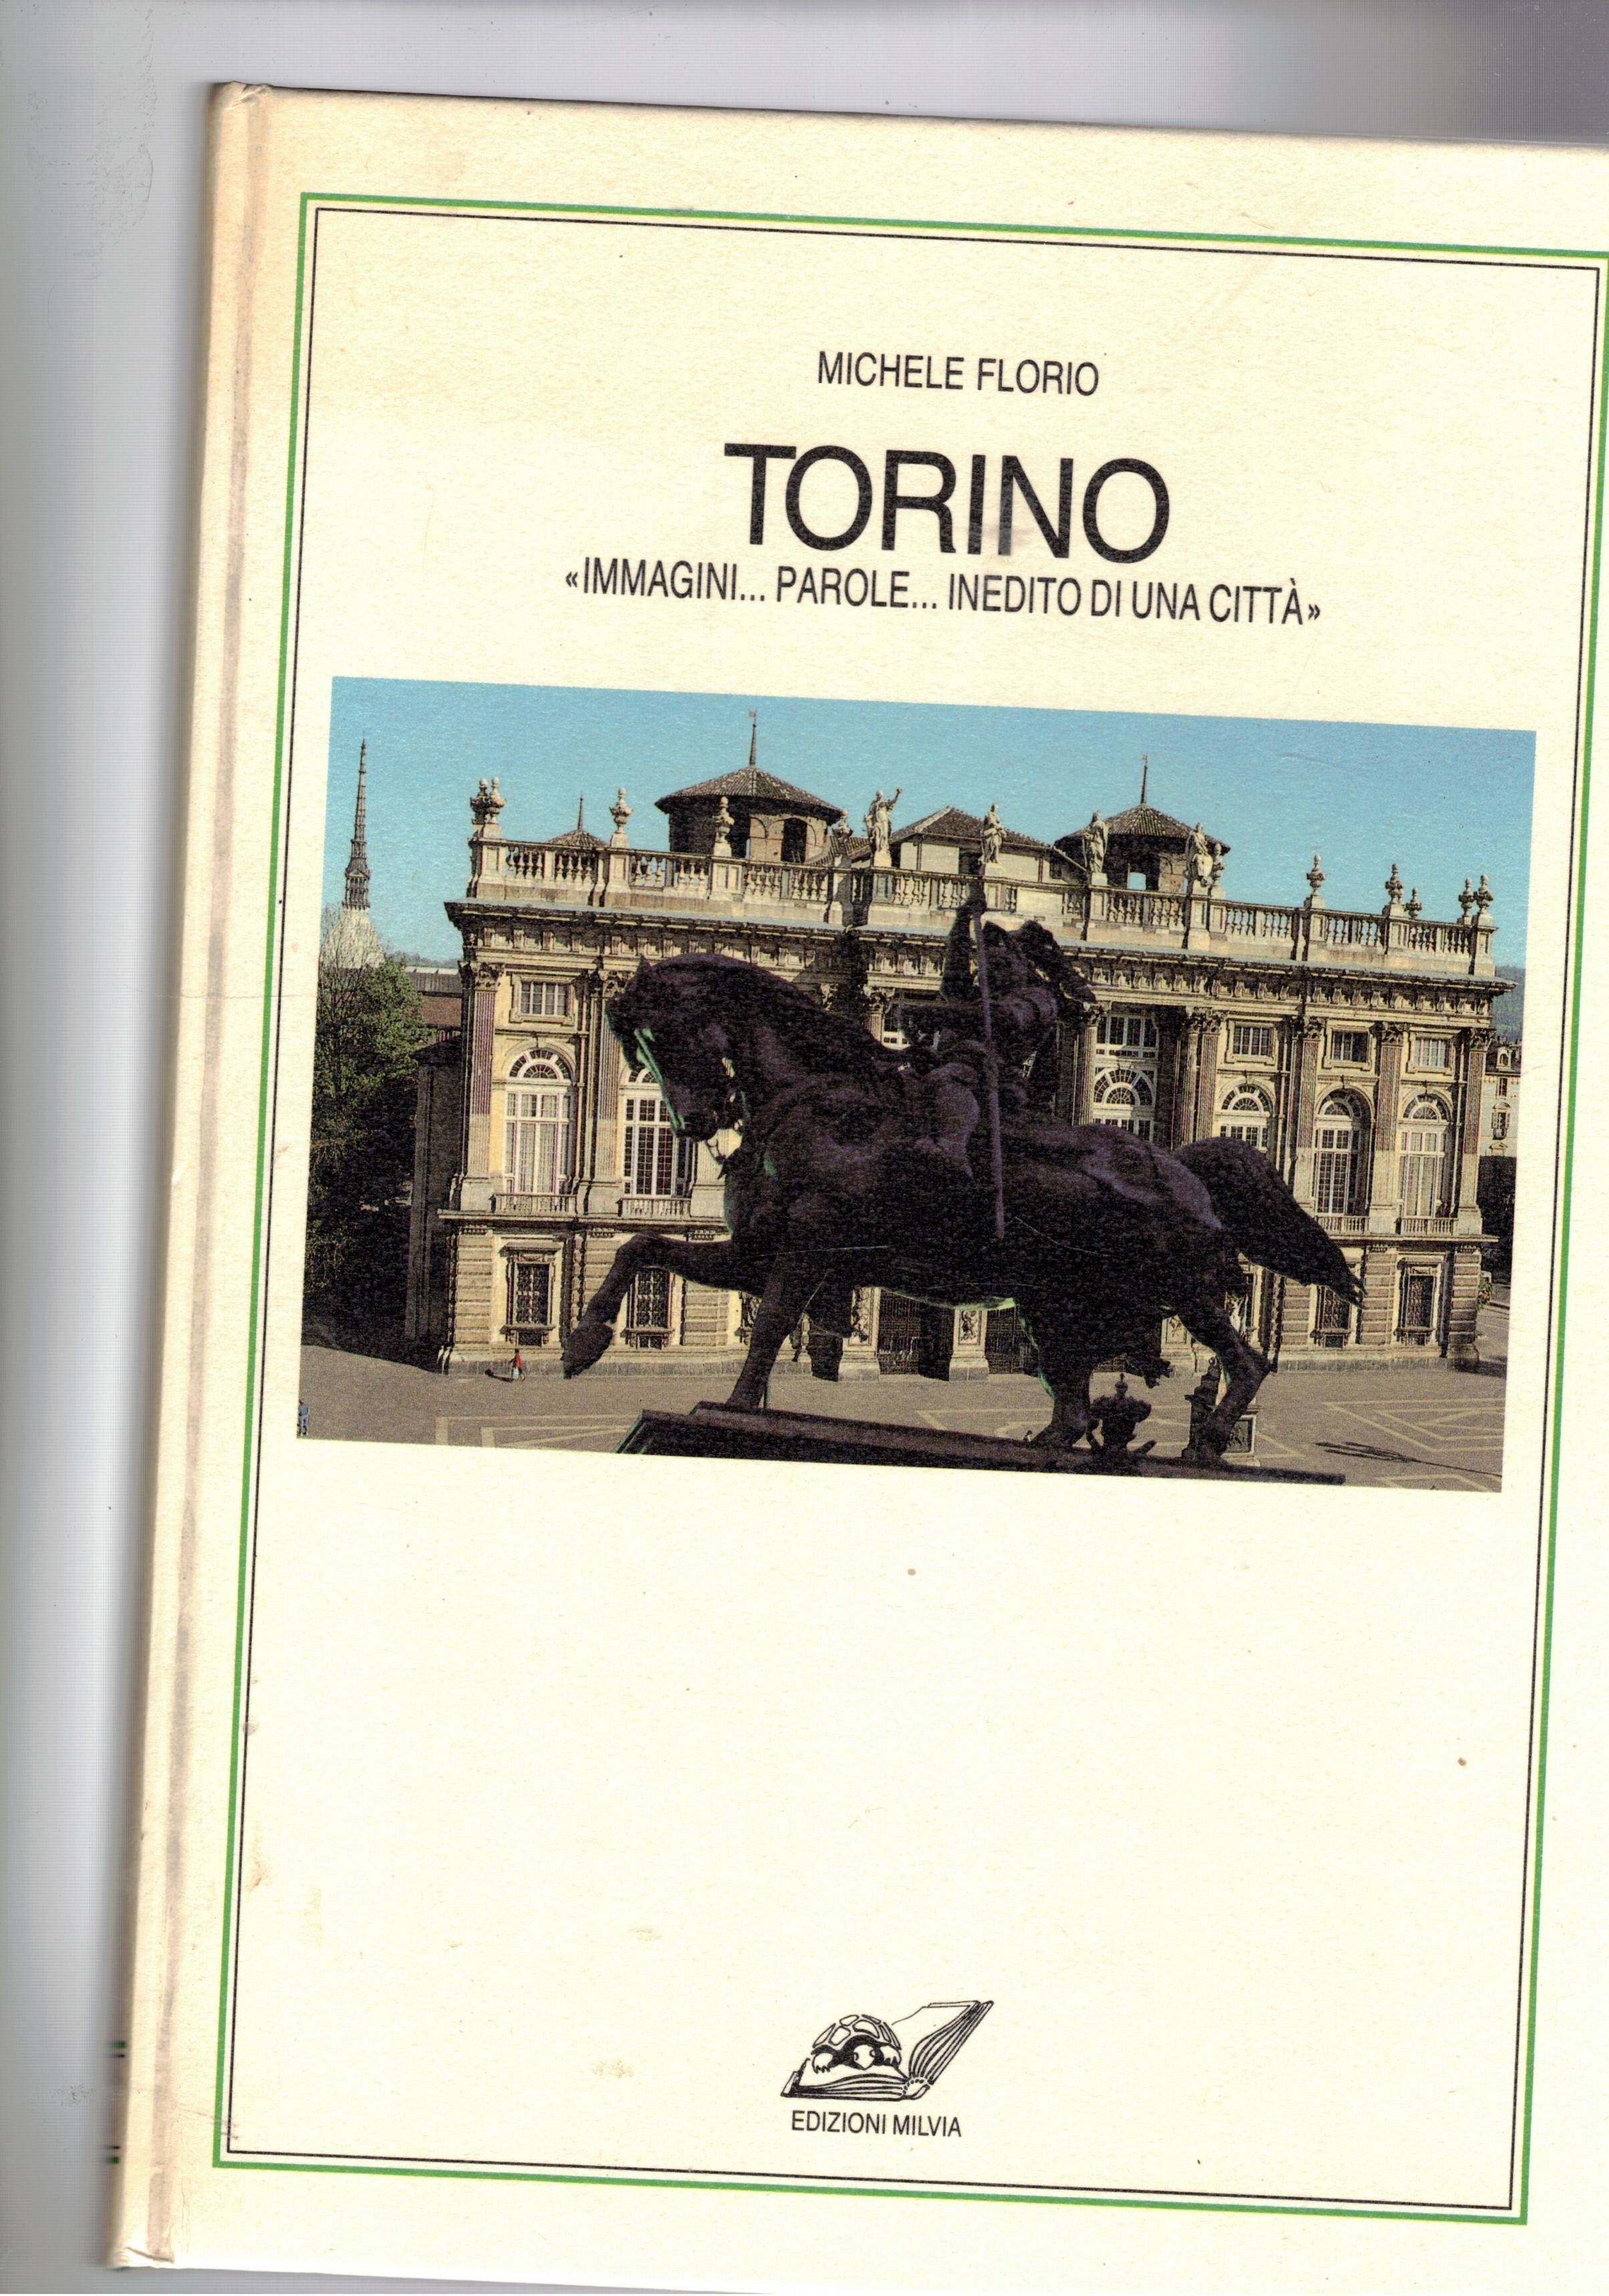 MICHELE FLORIO
TORINO
«IMMAGINI... PAROLE... INEDITO DI UNA CITTÀ»
EDIZIONI MILVIA